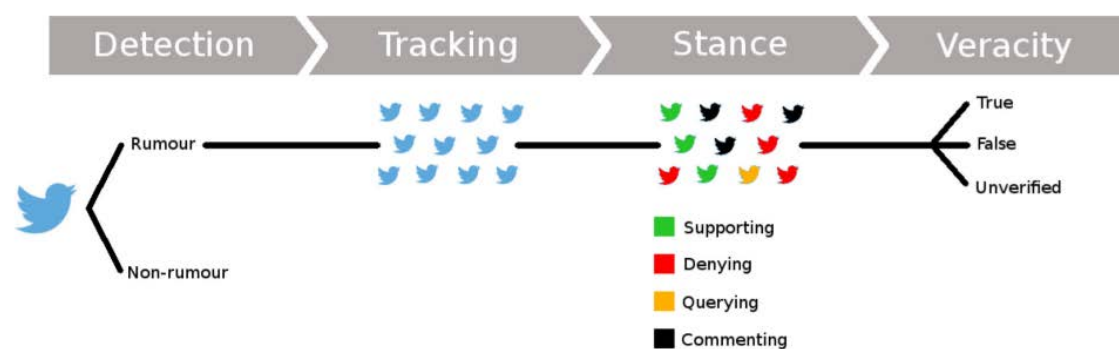 Detection
Tracking
Stance
Veracity
Rumour
Non-rumour
Supporting
Denying
Querying
Commenting
True
False
Unverified